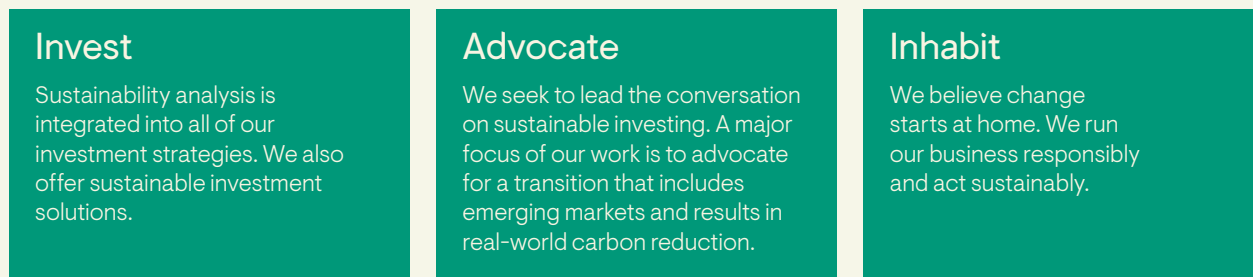 Invest
Sustainability analysis is
integrated into all of our
investment strategies. We also
offer sustainable investment
solutions.
Advocate
We seek to lead the conversation
on sustainable investing. A major
focus of our work is to advocate
for a transition that includes
emerging markets and results in
real-world carbon reduction.
Inhabit
We believe change
starts at home. We run
our business responsibly
and act sustainably.